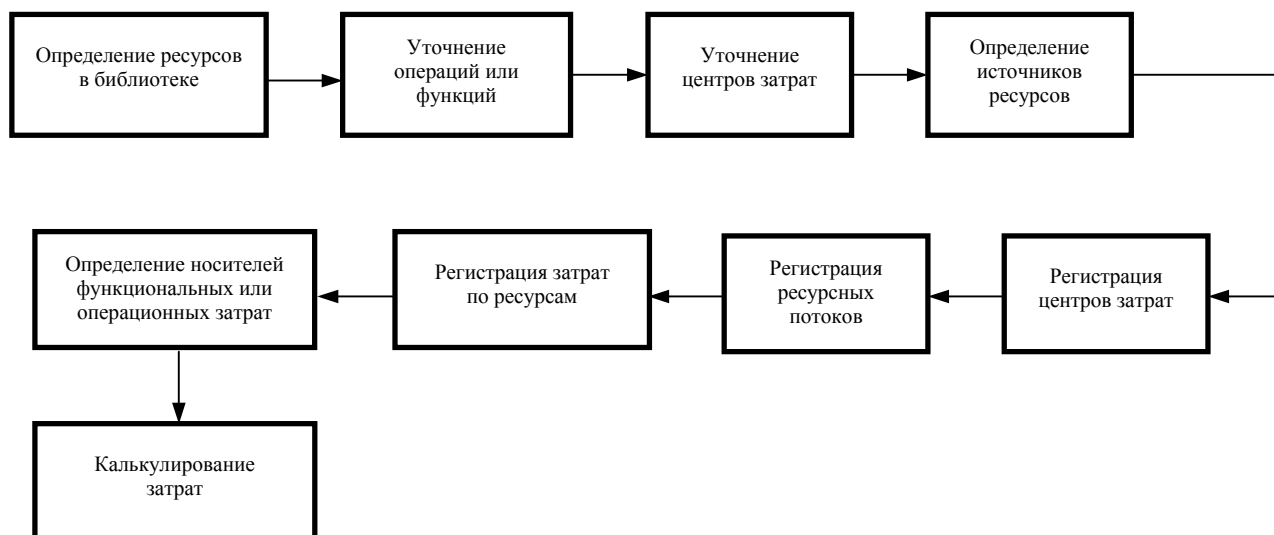 Определение ресурсов
в библиотеке
Уточнение
операций или
функций
Уточнение
центров затрат
Определение
источников
ресурсов
Регистрация
центров затрат
Регистрация
ресурсных
потоков
Регистрация затрат
по ресурсам
Определение носителей
функциональных или
операционных затрат
Калькулирование
затрат